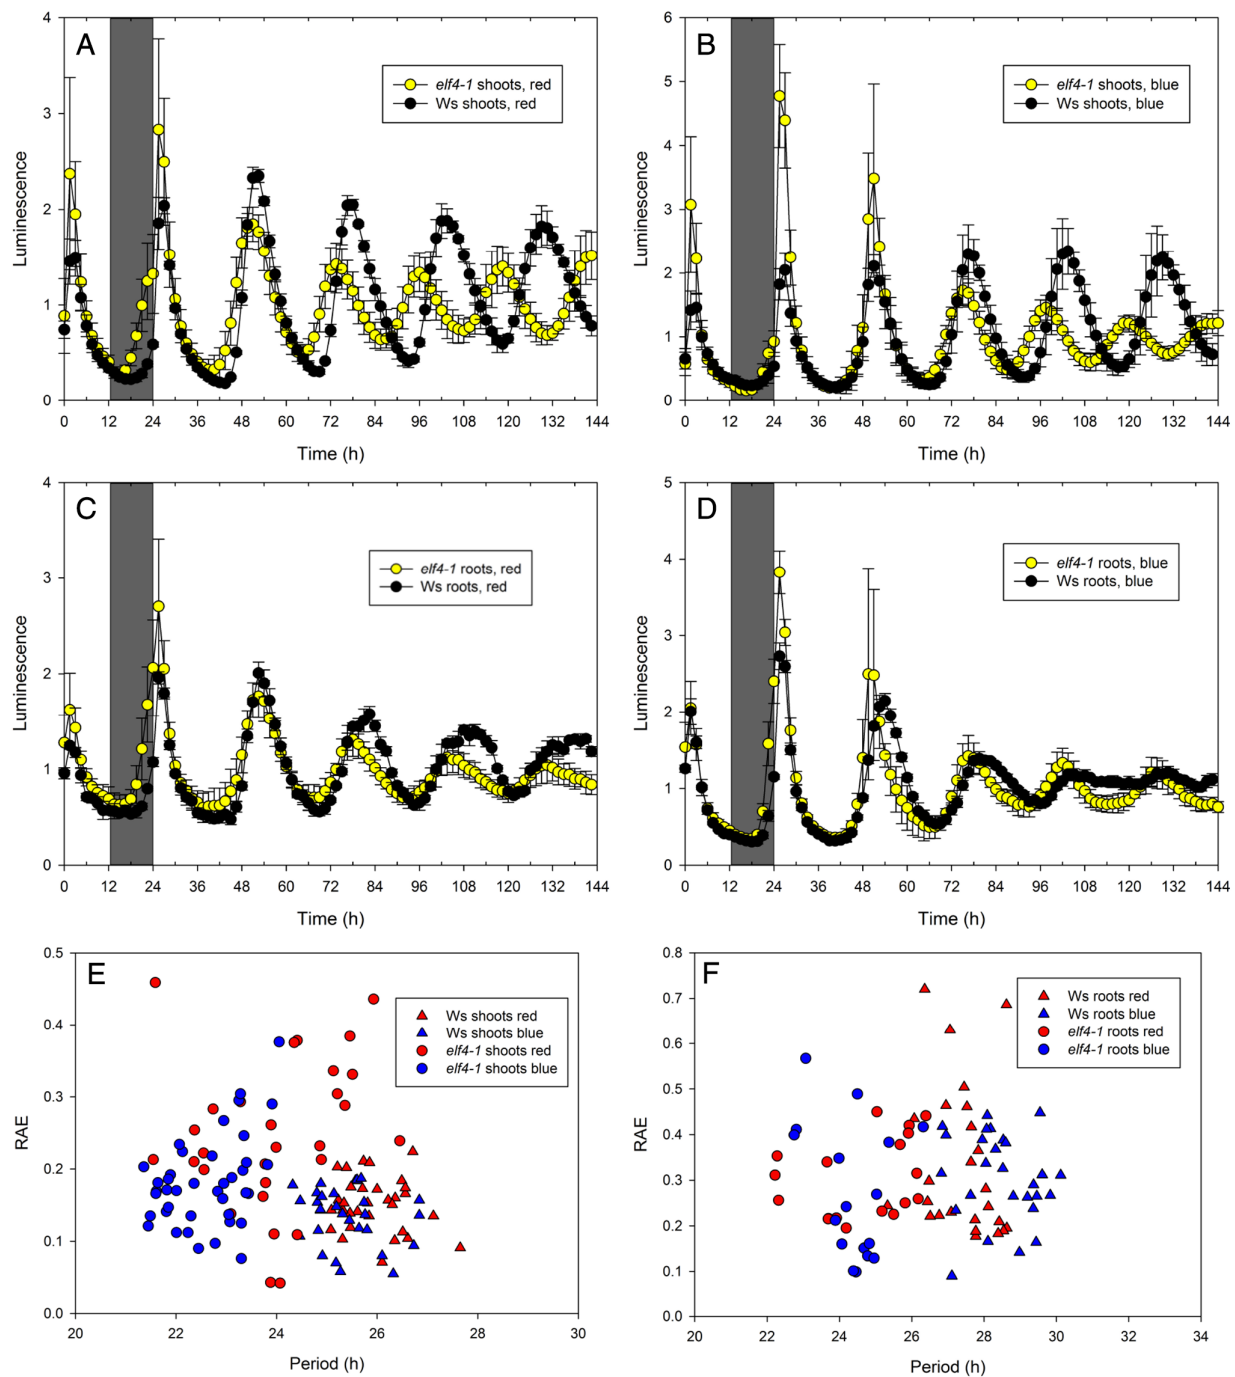 A
elf4-1 shoots, red
Ws shoots, red
Luminescence
4
3
2
1
0
0 12 24 36 48 60 72 84 96 108 120 132 144
Time (h)
B
elf4-1 shoots, blue
Ws shoots, blue
Luminescence
6
5
4
3
2
1
0
0 12 24 36 48 60 72 84 96 108 120 132 144
Time (h)
C
elf4-1 roots, red
Ws roots, red
Luminescence
4
3
2
1
0
0 12 24 36 48 60 72 84 96 108 120 132 144
Time (h)
D
elf4-1 roots, blue
Ws roots, blue
Luminescence
5
4
3
2
1
0
0 12 24 36 48 60 72 84 96 108 120 132 144
Time (h)
E
Ws shoots red
Ws shoots blue
elf4-1 shoots red
elf4-1 shoots blue
RAE
0.5
0.4
0.3
0.2
0.1
0.0
20 22 24 26 28 30
Period (h)
F
Ws roots red
Ws roots blue
elf4-1 roots red
elf4-1 roots blue
RAE
0.8
0.7
0.6
0.5
0.4
0.3
0.2
0.1
0.0
20 22 24 26 28 30 32 34
Period (h)